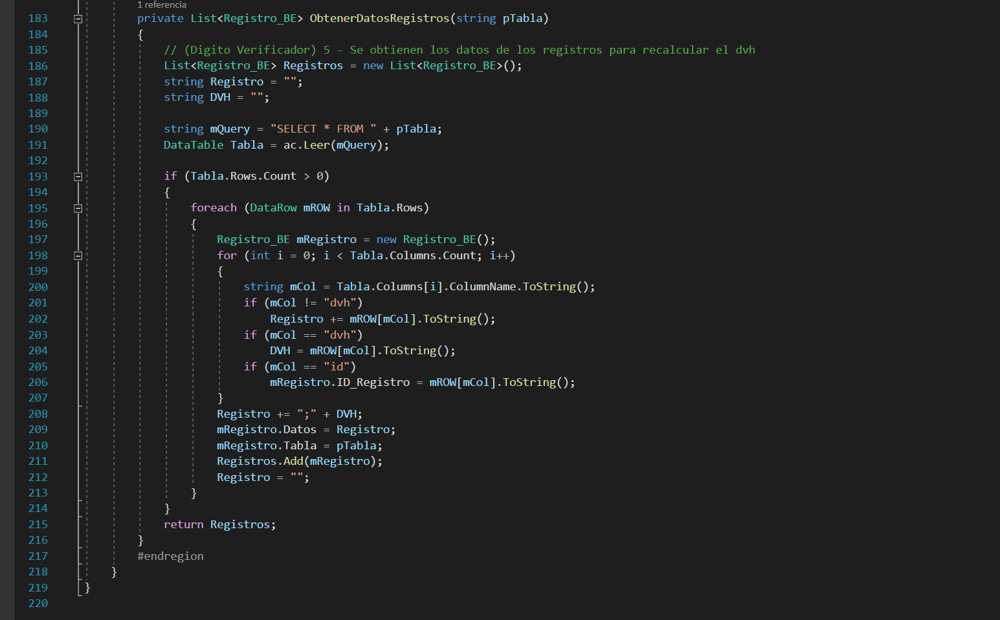 1 referencia
183 private List<Registro_BE> ObtenerDatosRegistros(string pTabla)
184 {
185 // (Digito Verificador) 5 - Se obtienen los datos de los registros para recalcular el dvh
186 List<Registro_BE> Registros = new List<Registro_BE>();
187 string Registro = "";
188 string DVH = "";
189
190 string mQuery = "SELECT * FROM " + pTabla;
191 DataTable Tabla = ac.Leer(mQuery);
192
193 if (Tabla.Rows.Count > 0)
194 {
195 foreach (DataRow mROW in Tabla.Rows)
196 {
197 Registro_BE mRegistro = new Registro_BE();
198 for (int i = 0; i < Tabla.Columns.Count; i++)
199 {
200 string mCol = Tabla.Columns[i].ColumnName.ToString();
201 if (mCol != "dvh")
202 Registro += mROW[mCol].ToString();
203 if (mCol == "dvh")
204 DVH = mROW[mCol].ToString();
205 if (mCol == "id")
206 mRegistro.ID_Registro = mROW[mCol].ToString();
207 }
208 Registro += ";" + DVH;
209 mRegistro.Datos = Registro;
210 mRegistro.Tabla = pTabla;
211 Registros.Add(mRegistro);
212 Registro = "";
213 }
214 }
215 return Registros;
216 }
217 #endregion
218 }
219 }
220